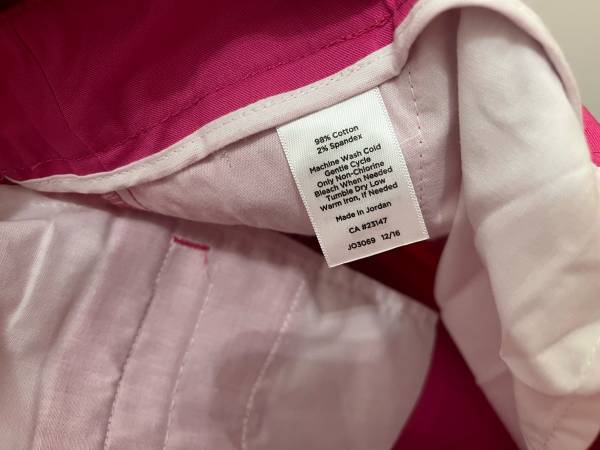 98% Cotton
2% Spandex
Machine Wash Cold
Gentle Cycle
Only Non-Chlorine
Bleach When Needed
Tumble Dry Low
Warm Iron, If Needed
Made in Jordan
CA #23147
JO3069 12/16